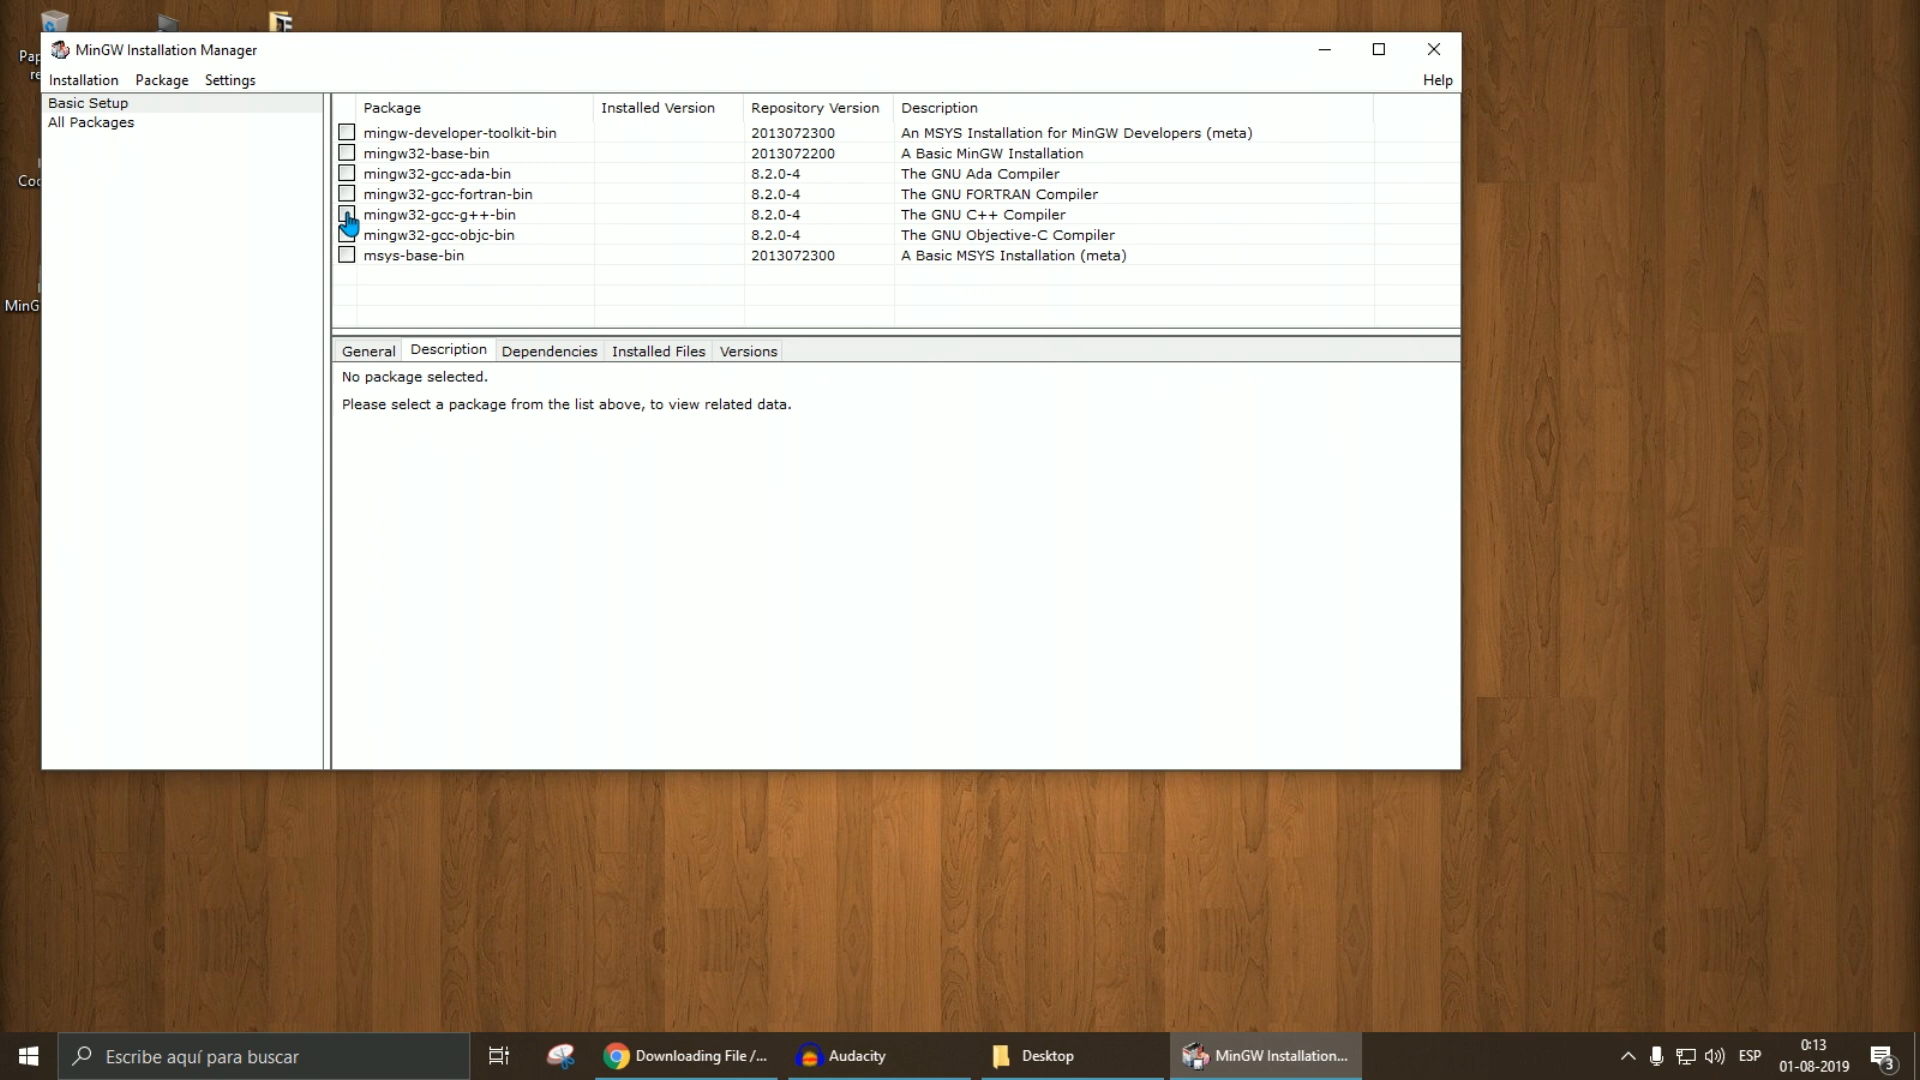 Pap
re
Coc
MinG
MinGW Installation Manager
Installation Package Settings Help
Basic Setup
All Packages
Package Installed Version Repository Version Description
mingw-developer-toolkit-bin 2013072300 An MSYS Installation for MinGW Developers (meta)
mingw32-base-bin 2013072200 A Basic MinGW Installation
mingw32-gcc-ada-bin 8.2.0-4 The GNU Ada Compiler
mingw32-gcc-fortran-bin 8.2.0-4 The GNU FORTRAN Compiler
mingw32-gcc-g++-bin 8.2.0-4 The GNU C++ Compiler
mingw32-gcc-objc-bin 8.2.0-4 The GNU Objective-C Compiler
msys-base-bin 2013072300 A Basic MSYS Installation (meta)
General Description Dependencies Installed Files Versions
No package selected.
Please select a package from the list above, to view related data.
Escribe aquí para buscar
Downloading File /...
Audacity
Desktop
MinGW Installation...
ESP
0:13
01-08-2019
3